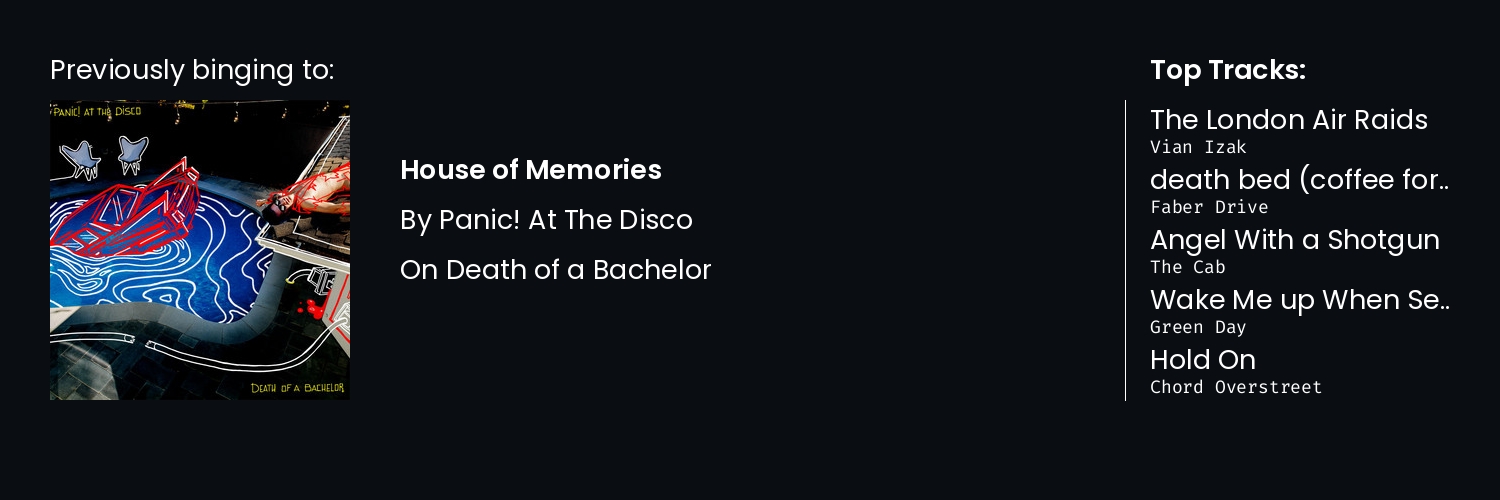 Previously binging to:
PANIC! AT THE DISCO
DEATH OF A BACHELOR
House of Memories
By Panic! At The Disco
On Death of a Bachelor
Top Tracks:
The London Air Raids
Vian Izak
death bed (coffee for..
Faber Drive
Angel With a Shotgun
The Cab
Wake Me up When Se..
Green Day
Hold On
Chord Overstreet